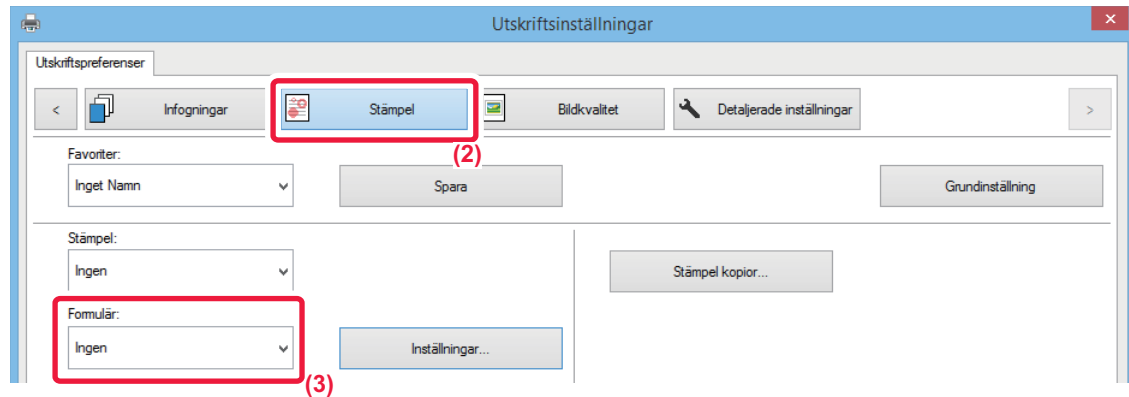 Utskriftsinställningar
Utskriftspreferenser
< Infogningar Stämpel Bildkvalitet Detaljerade inställningar >
(2)
Favoriter:
Inget Namn Spara Grundinställning
Stämpel:
Ingen Stämpel kopior...
Formulär:
Ingen Inställningar...
(3)